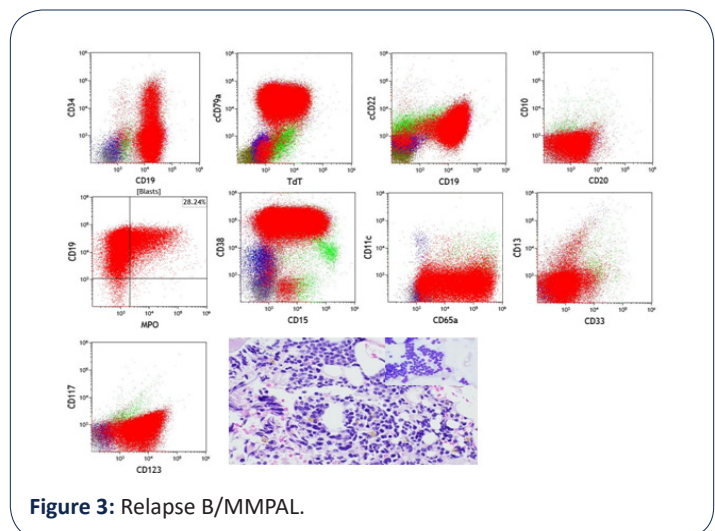 CD34
CD19
cCD79a
TdT
cCD22
CD19
CD10
CD20
[Blasts]
CD19
28.24%
MPO
CD38
CD15
CD11c
CD65a
CD13
CD33
CD117
CD123
Figure 3: Relapse B/MMPAL.